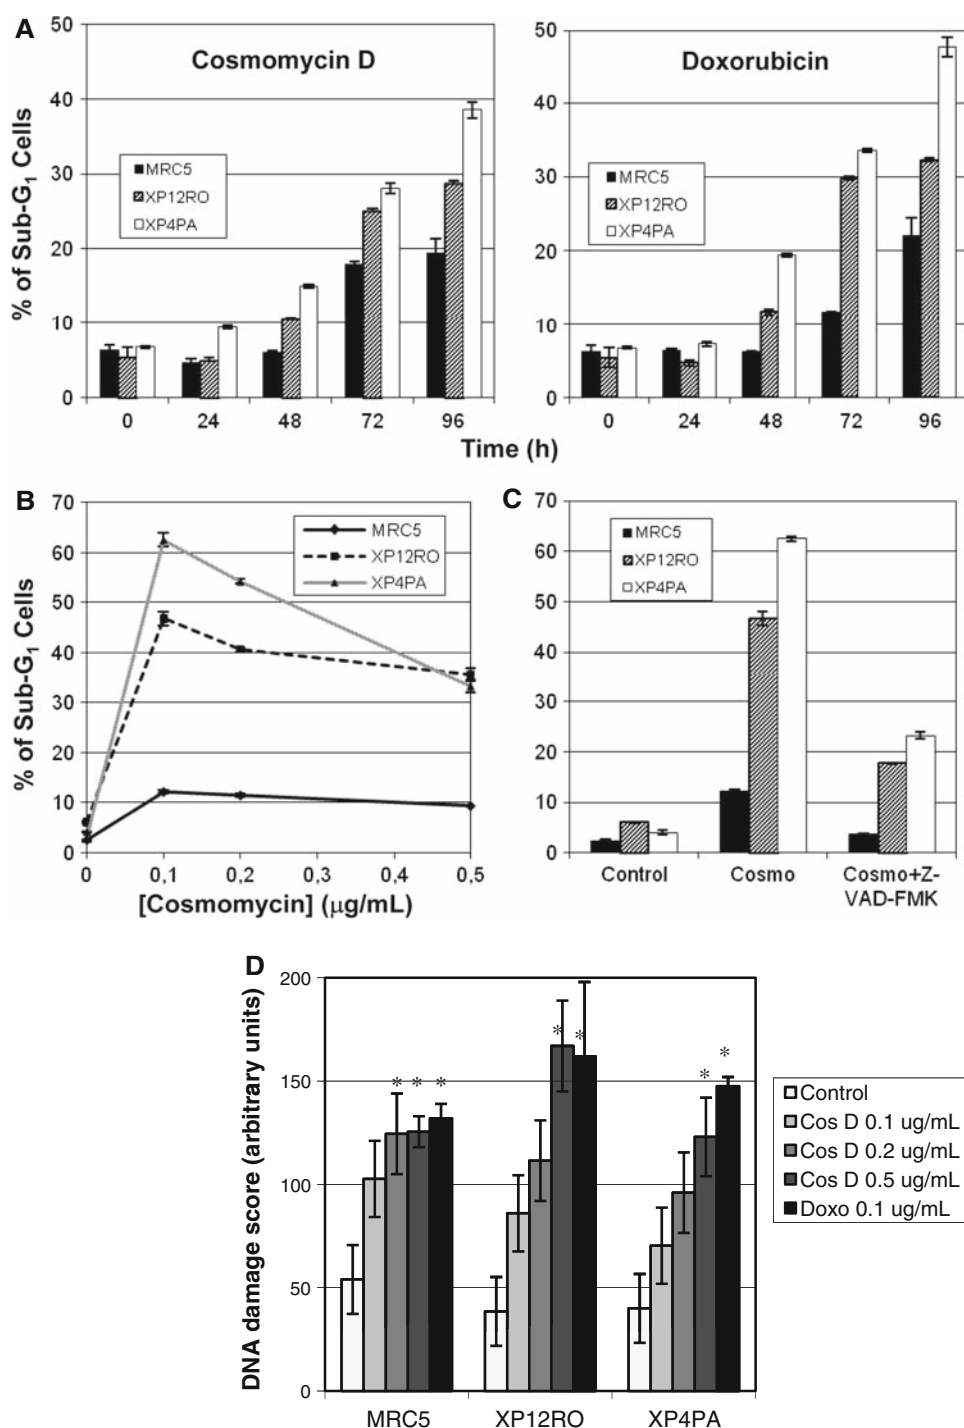 A
% of Sub-G1 Cells
50
40
30
20
10
0
Cosmomycin D
MRC5
XP12RO
XP4PA
0
24
48
72
96
50
40
30
20
10
0
Doxorubicin
MRC5
XP12RO
XP4PA
0
24
48
72
96
Time (h)
B
% of Sub-G1 Cells
70
60
50
40
30
20
10
0
MRC5
XP12RO
XP4PA
0
0,1
0,2
0,3
0,4
0,5
[Cosmomycin] (μg/mL)
C
70
60
50
40
30
20
10
0
MRC5
XP12RO
XP4PA
Control
Cosmo
Cosmo+Z-
VAD-FMK
D
DNA damage score (arbitrary units)
200
150
100
50
0
* * *
* *
* *
MRC5
XP12RO
XP4PA
Control
Cos D 0.1 ug/mL
Cos D 0.2 ug/mL
Cos D 0.5 ug/mL
Doxo 0.1 ug/mL